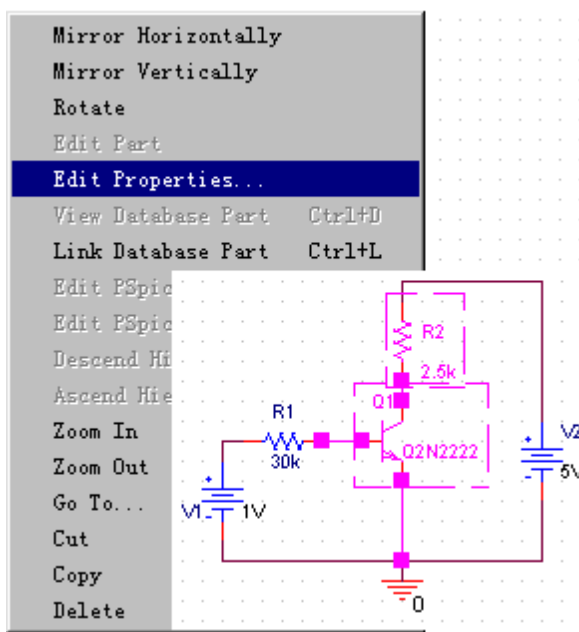 Mirror Horizontally
Mirror Vertically
Rotate
Edit Part
Edit Properties...
View Database Part Ctrl+D
Link Database Part Ctrl+L
Edit PSpic
Edit PSpic
Descend Hi
Ascend Hie
Zoom In
Zoom Out
Go To...
Cut
Copy
Delete
R2
2.5k
Q1
R1
30k
Q2N2222
V2
5V
V1
1V
0